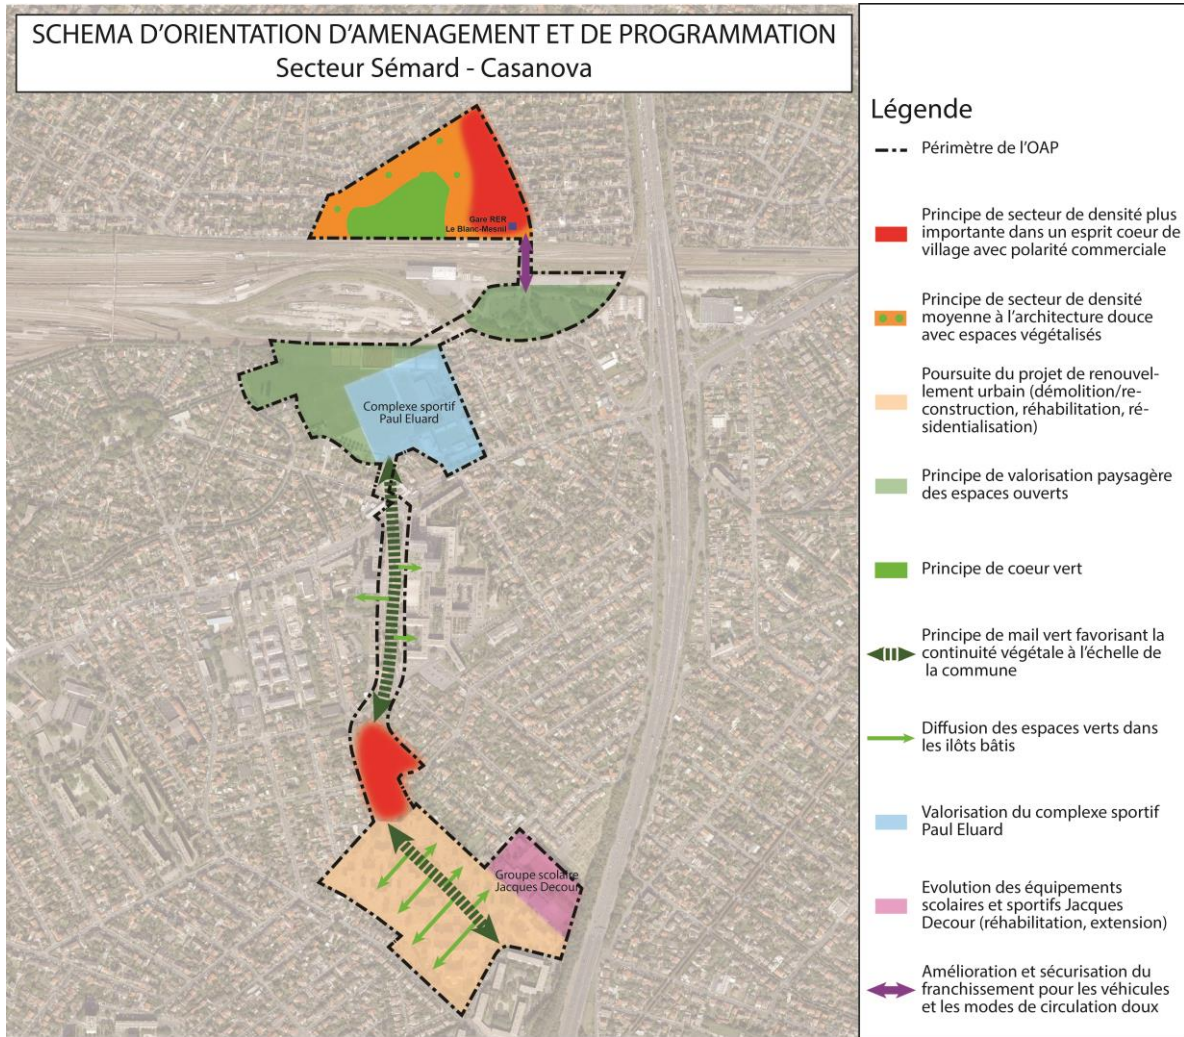 SCHEMA D'ORIENTATION D'AMENAGEMENT ET DE PROGRAMMATION
Secteur Sémard - Casanova
Gare RER
Le Blanc-Mesnil
Complexe sportif
Paul Eluard
Groupe scolaire
Jacques Decour
Légende
Périmètre de l'OAP
Principe de secteur de densité plus
importante dans un esprit coeur de
village avec polarité commerciale
Principe de secteur de densité
moyenne à l'architecture douce
avec espaces végétalisés
Poursuite du projet de renouvel-
lement urbain (démolition/re-
construction, réhabilitation, ré-
sidentialisation)
Principe de valorisation paysagère
des espaces ouverts
Principe de coeur vert
Principe de mail vert favorisant la
continuité végétale à l'échelle de
la commune
Diffusion des espaces verts dans
les ilôts bâtis
Valorisation du complexe sportif
Paul Eluard
Evolution des équipements
scolaires et sportifs Jacques
Decour (réhabilitation, extension)
Amélioration et sécurisation du
franchissement pour les véhicules
et les modes de circulation doux